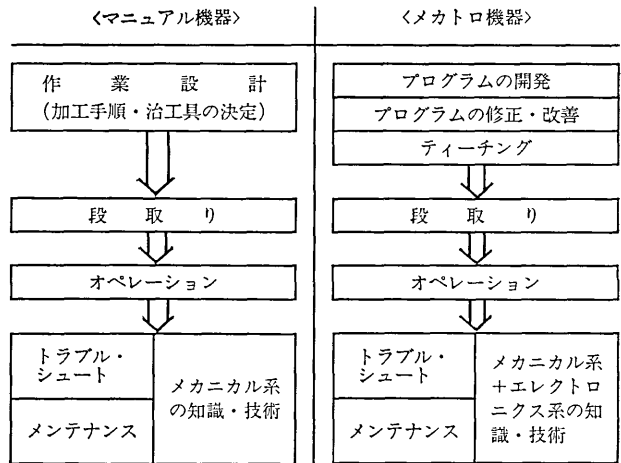 〈マニュアル機器〉
作業設計
(加工手順・治工具の決定)
段取り
オペレーション
トラブル・
シュート
メンテナンス
メカニカル系
の知識・技術
〈メカトロ機器〉
プログラムの開発
プログラムの修正・改善
ティーチング
段取り
オペレーション
トラブル・
シュート
メンテナンス
メカニカル系
＋エレクトロ
ニクス系の知
識・技術